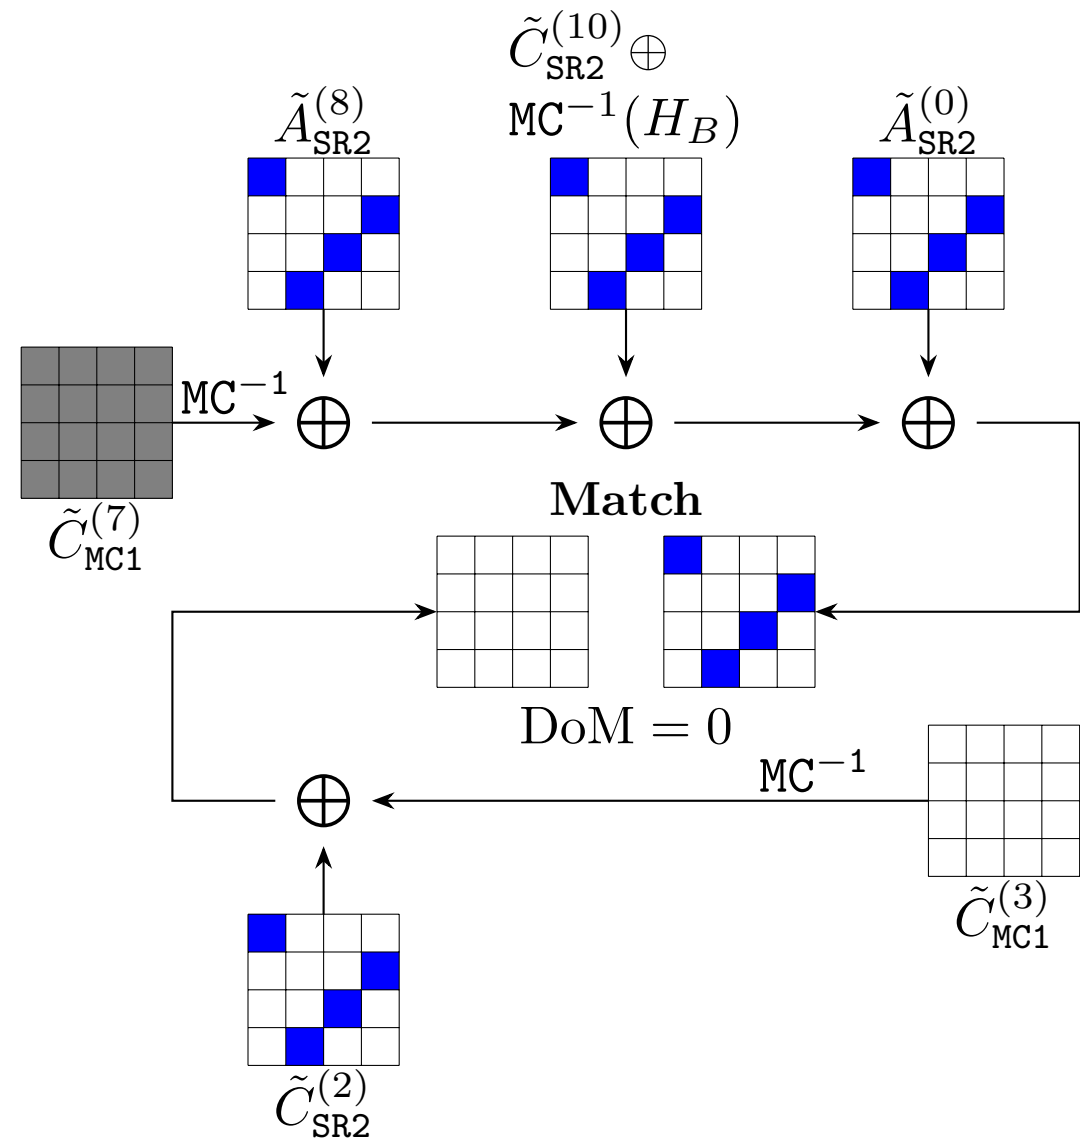 C̃_SR2^(10) ⊕
MC⁻¹(H_B)
Ã_SR2^(8)
Ã_SR2^(0)
MC⁻¹
C̃_MC1^(7)
Match
DoM = 0
MC⁻¹
C̃_MC1^(3)
C̃_SR2^(2)